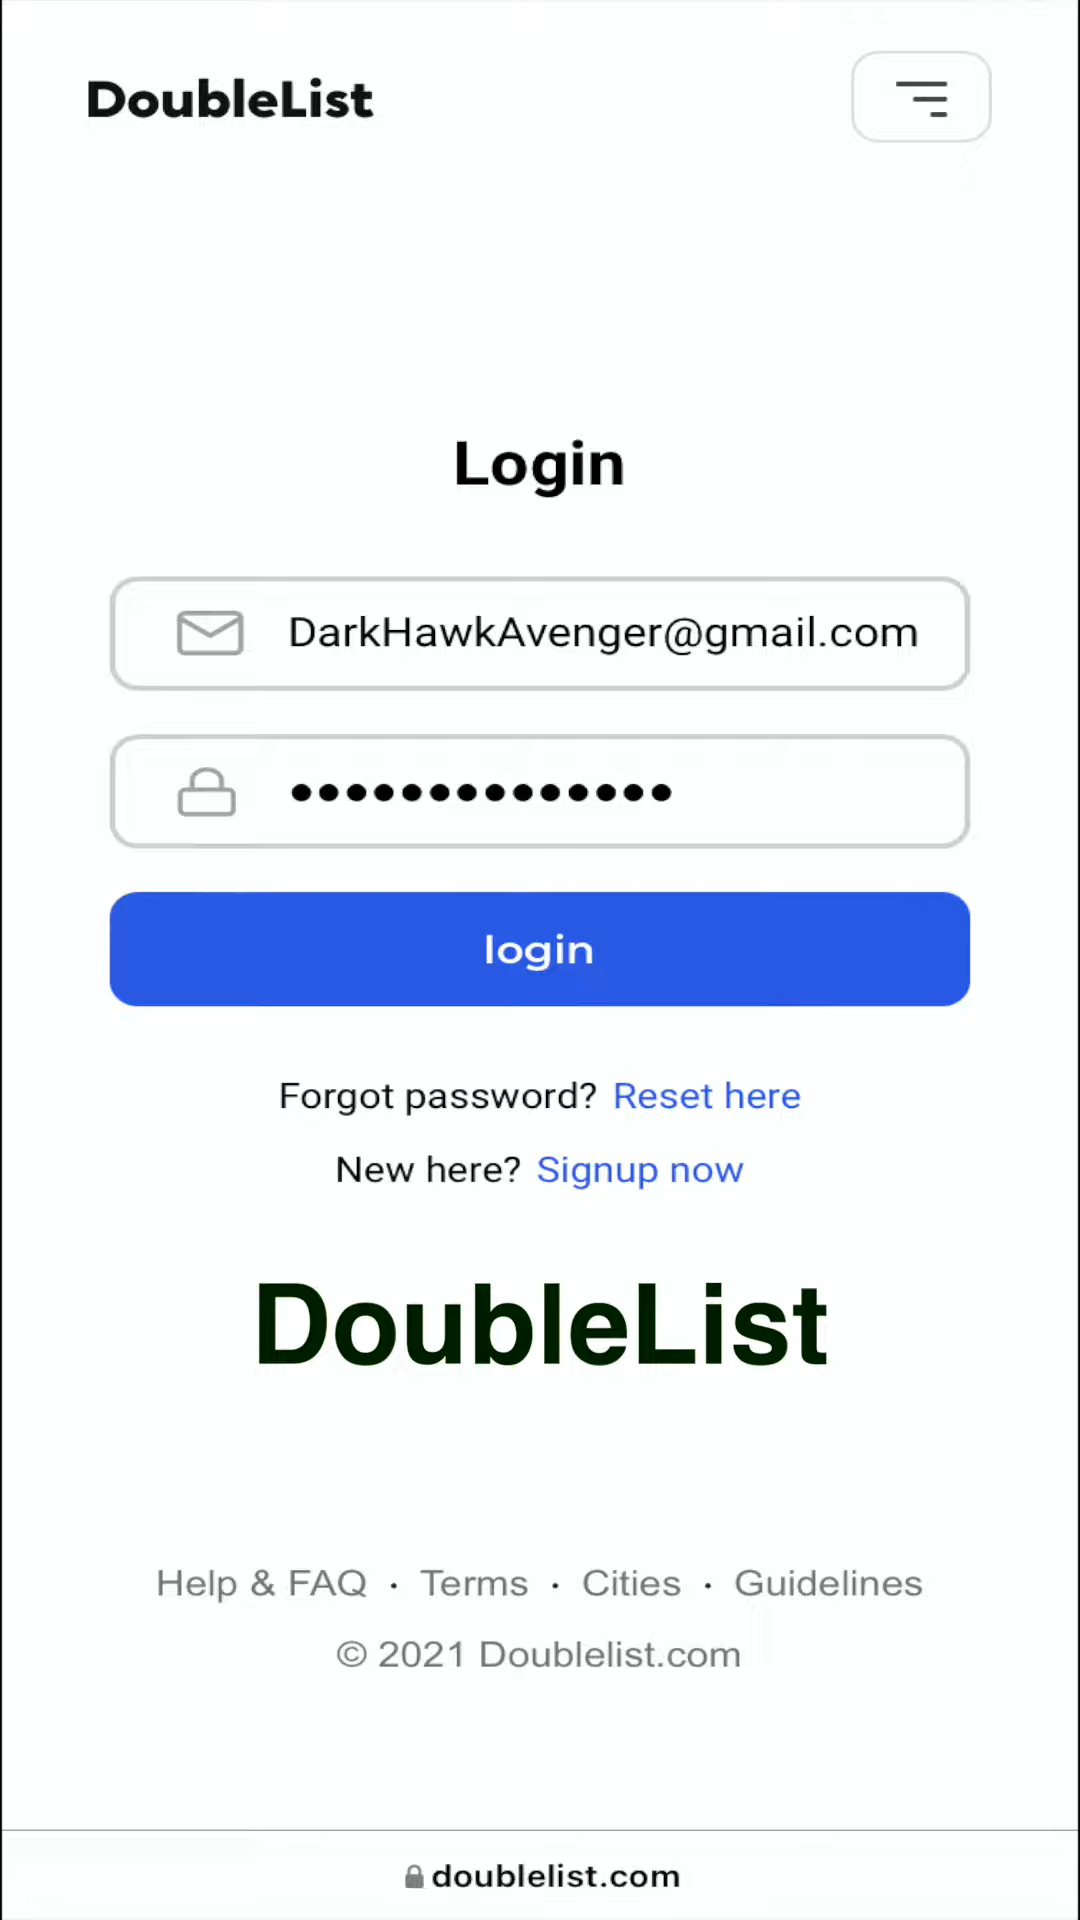 DoubleList
Login
DarkHawkAvenger@gmail.com
••••••••••••••
login
Forgot password? Reset here
New here? Signup now
DoubleList
Help & FAQ · Terms · Cities · Guidelines
© 2021 Doublelist.com
doublelist.com